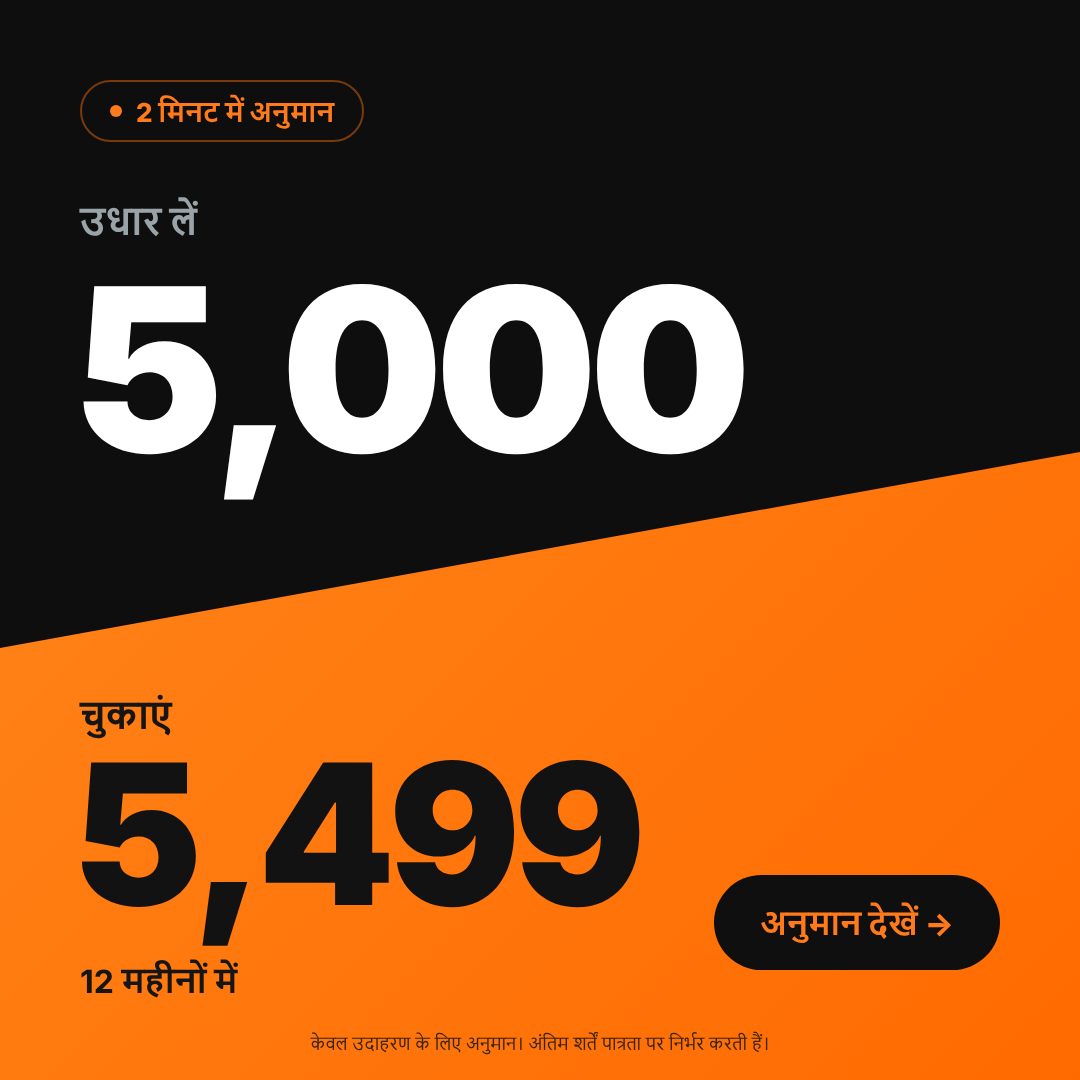 2 मिनट में अनुमान
उधार लें
5,000
चुकाएं
5,499
12 महीनों में
अनुमान देखें →
केवल उदाहरण के लिए अनुमान। अंतिम शर्तें पात्रता पर निर्भर करती हैं।